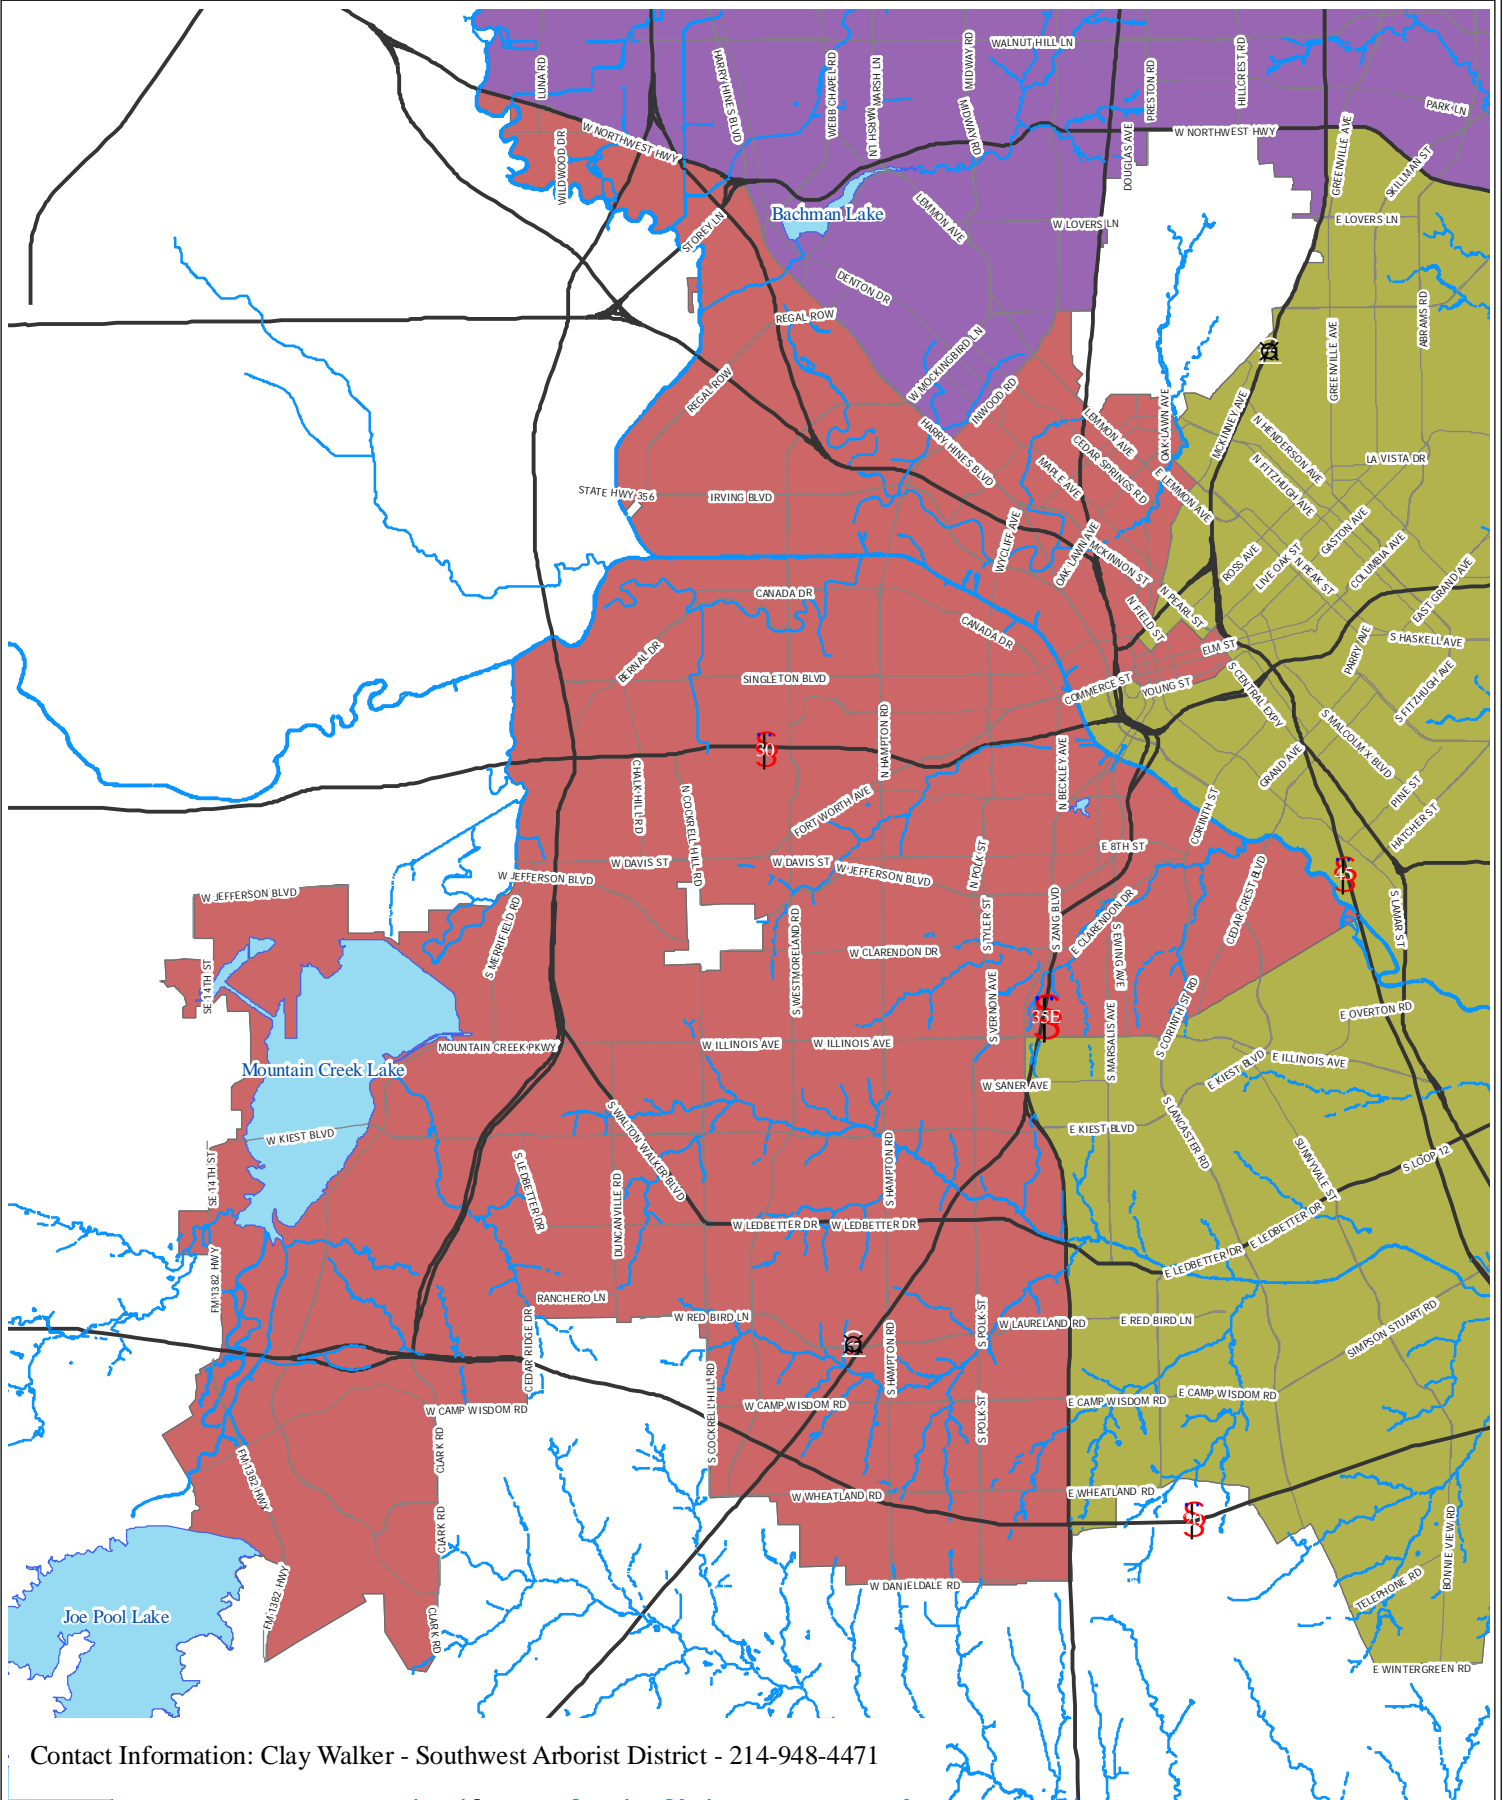 WALNUT HILL LN
LUNA RD
HARRY HINES BLVD
WEBB CHAPEL RD
MARSH LN
MARSH LN
MIDWAY RD
MIDWAY RD
PRESTON RD
HILLCREST RD
PARK LN
W NORTHWEST HWY
W NORTHWEST HWY
WILDWOOD DR
DOUGLAS AVE
GREENVILLE AVE
SKILLMAN ST
STOREY LN
Bachman Lake
LEMMON AVE
W LOVERS LN
E LOVERS LN
DENTON DR
REGAL ROW
ABRAMS RD
GREENVILLE AVE
W MOCKINGBIRD LN
REGAL ROW
INWOOD RD
HARRY HINES BLVD
LEMMON AVE
OAK LAWN AVE
MCKINNEY AVE
N HENDERSON AVE
CEDAR SPRINGS RD
N FITZHUGH AVE
LA VISTA DR
MAPLE AVE
E LEMMON AVE
STATE HWY 356
IRVING BLVD
WYCLIFF AVE
OAK LAWN AVE
MCKINNON ST
ROSS AVE
LIVE OAK ST
N PEAK ST
GASTON AVE
COLUMBIA AVE
EAST GRAND AVE
CANADA DR
CANADA DR
N FIELD ST
N PEARL ST
ELM ST
PARRY AVE
S HASKELL AVE
BERNAL DR
SINGLETON BLVD
COMMERCE ST
YOUNG ST
S CENTRAL EXPY
S FITZHUGH AVE
S MALCOLM X BLVD
GRAND AVE
PINE ST
HATCHER ST
30
N HAMPTON RD
N BECKLEY AVE
CHALK HILL RD
N COCKRELL HILL RD
FORT WORTH AVE
CORINTH ST
E 8TH ST
W DAVIS ST
W DAVIS ST
W JEFFERSON BLVD
W JEFFERSON BLVD
W JEFFERSON BLVD
N POLK ST
45
CEDAR CREST BLVD
S LAMAR ST
S MERRIFIELD RD
S WESTMORELAND RD
W CLARENDON DR
S TYLER ST
S ZANG BLVD
E CLARENDON DR
S EWING AVE
SE 14TH ST
S VERNON AVE
35E
S MARSALIS AVE
S CORINTH ST RD
E OVERTON RD
MOUNTAIN CREEK PKWY
W ILLINOIS AVE
W ILLINOIS AVE
E ILLINOIS AVE
Mountain Creek Lake
W SANER AVE
E KIEST BLVD
W KIEST BLVD
S WALTON WALKER BLVD
E KIEST BLVD
S LANCASTER RD
SUNNYVALE ST
S LOOP 12
SE 14TH ST
S LEDBETTER DR
DUNCANVILLE RD
S HAMPTON RD
W LEDBETTER DR
W LEDBETTER DR
E LEDBETTER DR
E LEDBETTER DR
FM 1382 HWY
RANCHERO LN
W RED BIRD LN
S POLK ST
W LAURELAND RD
E RED BIRD LN
SIMPSON STUART RD
CEDAR RIDGE DR
S HAMPTON RD
S COCKRELL HILL RD
W CAMP WISDOM RD
W CAMP WISDOM RD
S POLK ST
E CAMP WISDOM RD
E CAMP WISDOM RD
CLARK RD
FM 1382 HWY
W WHEATLAND RD
E WHEATLAND RD
CLARK RD
BONNIE VIEW RD
W DANIELDALE RD
TELEPHONE RD
FM 1382 HWY
Joe Pool Lake
CLARK RD
E WINTERGREEN RD
Contact Information: Clay Walker - Southwest Arborist District - 214-948-4471